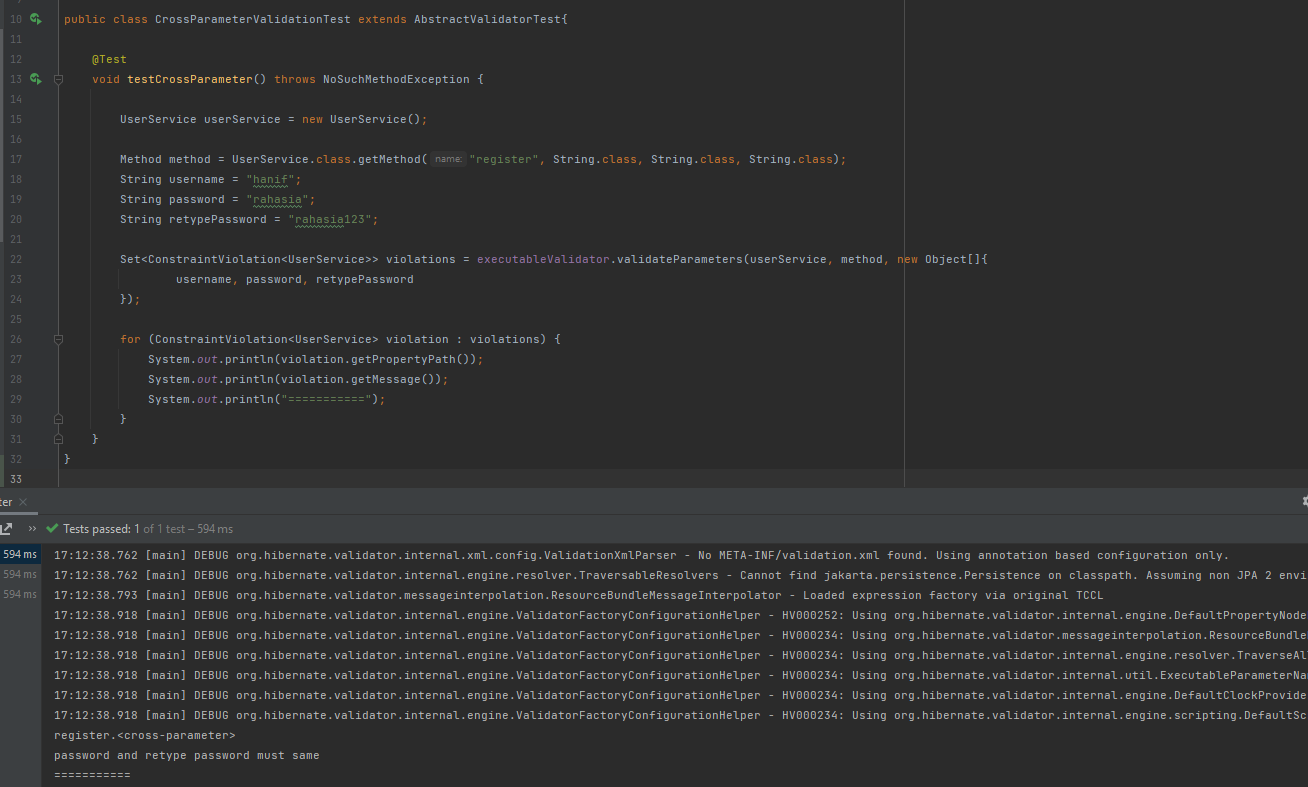 10 public class CrossParameterValidationTest extends AbstractValidatorTest{
11
12 @Test
13 void testCrossParameter() throws NoSuchMethodException {
14
15 UserService userService = new UserService();
16
17 Method method = UserService.class.getMethod( name: "register", String.class, String.class, String.class);
18 String username = "hanif";
19 String password = "rahasia";
20 String retypePassword = "rahasia123";
21
22 Set<ConstraintViolation<UserService>> violations = executableValidator.validateParameters(userService, method, new Object[]{
23 username, password, retypePassword
24 });
25
26 for (ConstraintViolation<UserService> violation : violations) {
27 System.out.println(violation.getPropertyPath());
28 System.out.println(violation.getMessage());
29 System.out.println("===========");
30 }
31 }
32 }
33
ter ×
» Tests passed: 1 of 1 test – 594 ms
594 ms 17:12:38.762 [main] DEBUG org.hibernate.validator.internal.xml.config.ValidationXmlParser - No META-INF/validation.xml found. Using annotation based configuration only.
594 ms 17:12:38.762 [main] DEBUG org.hibernate.validator.internal.engine.resolver.TraversableResolvers - Cannot find jakarta.persistence.Persistence on classpath. Assuming non JPA 2 envi
594 ms 17:12:38.793 [main] DEBUG org.hibernate.validator.messageinterpolation.ResourceBundleMessageInterpolator - Loaded expression factory via original TCCL
17:12:38.918 [main] DEBUG org.hibernate.validator.internal.engine.ValidatorFactoryConfigurationHelper - HV000252: Using org.hibernate.validator.internal.engine.DefaultPropertyNode
17:12:38.918 [main] DEBUG org.hibernate.validator.internal.engine.ValidatorFactoryConfigurationHelper - HV000234: Using org.hibernate.validator.messageinterpolation.ResourceBundle
17:12:38.918 [main] DEBUG org.hibernate.validator.internal.engine.ValidatorFactoryConfigurationHelper - HV000234: Using org.hibernate.validator.internal.engine.resolver.TraverseAl
17:12:38.918 [main] DEBUG org.hibernate.validator.internal.engine.ValidatorFactoryConfigurationHelper - HV000234: Using org.hibernate.validator.internal.util.ExecutableParameterNa
17:12:38.918 [main] DEBUG org.hibernate.validator.internal.engine.ValidatorFactoryConfigurationHelper - HV000234: Using org.hibernate.validator.internal.engine.DefaultClockProvide
17:12:38.918 [main] DEBUG org.hibernate.validator.internal.engine.ValidatorFactoryConfigurationHelper - HV000234: Using org.hibernate.validator.internal.engine.scripting.DefaultSc
register.<cross-parameter>
password and retype password must same
===========